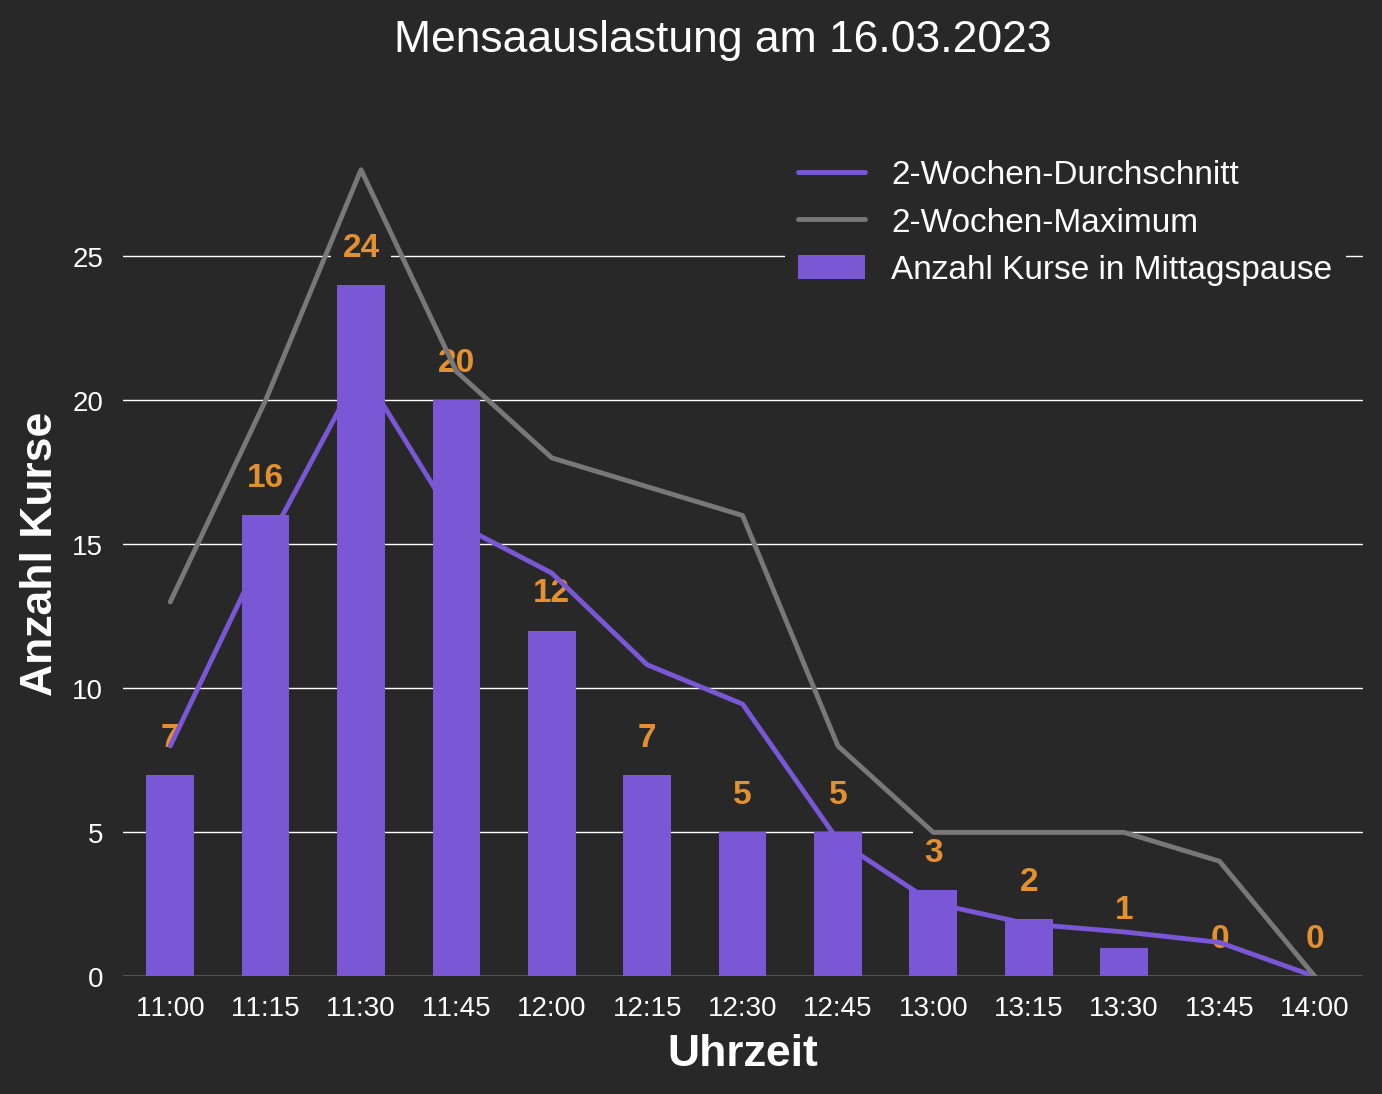 Mensaauslastung am 16.03.2023
2-Wochen-Durchschnitt
2-Wochen-Maximum
Anzahl Kurse in Mittagspause
Anzahl Kurse
25
20
15
10
5
0
7
16
24
20
12
7
5
5
3
2
1
0
0
11:00 11:15 11:30 11:45 12:00 12:15 12:30 12:45 13:00 13:15 13:30 13:45 14:00
Uhrzeit